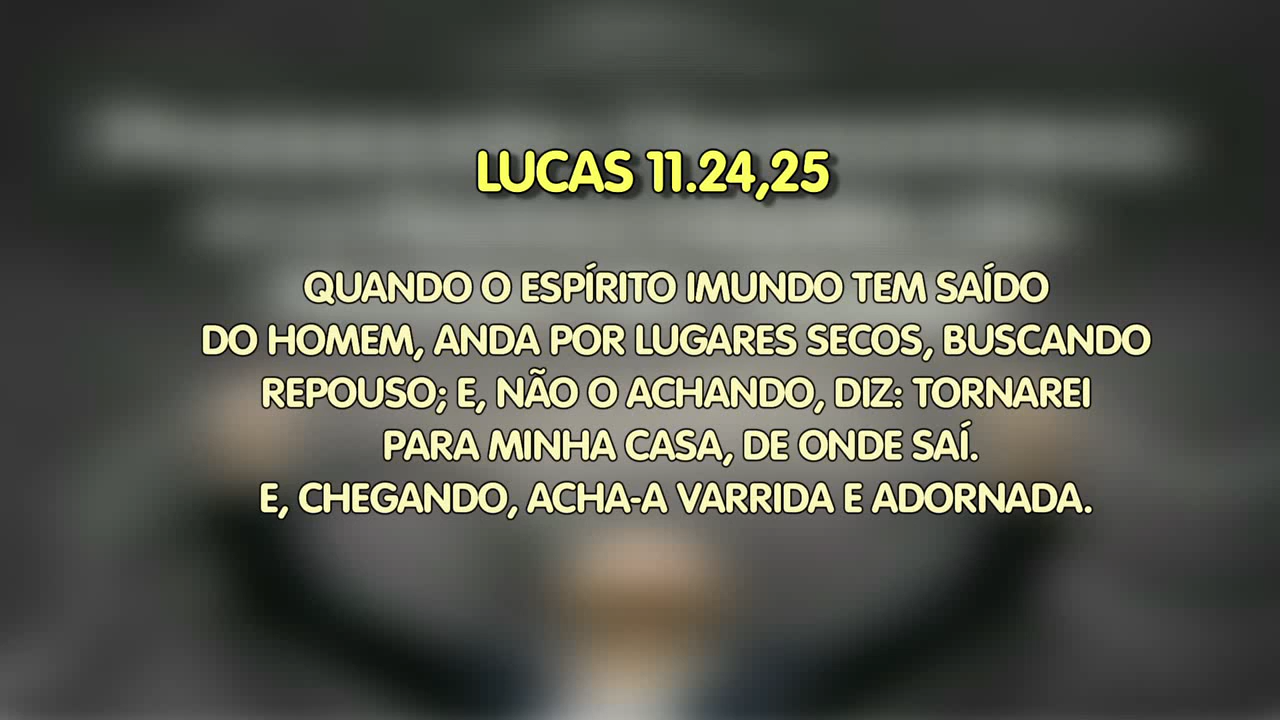 LUCAS 11.24,25
QUANDO O ESPÍRITO IMUNDO TEM SAÍDO
DO HOMEM, ANDA POR LUGARES SECOS, BUSCANDO
REPOUSO; E, NÃO O ACHANDO, DIZ: TORNAREI
PARA MINHA CASA, DE ONDE SAÍ.
E, CHEGANDO, ACHA-A VARRIDA E ADORNADA.